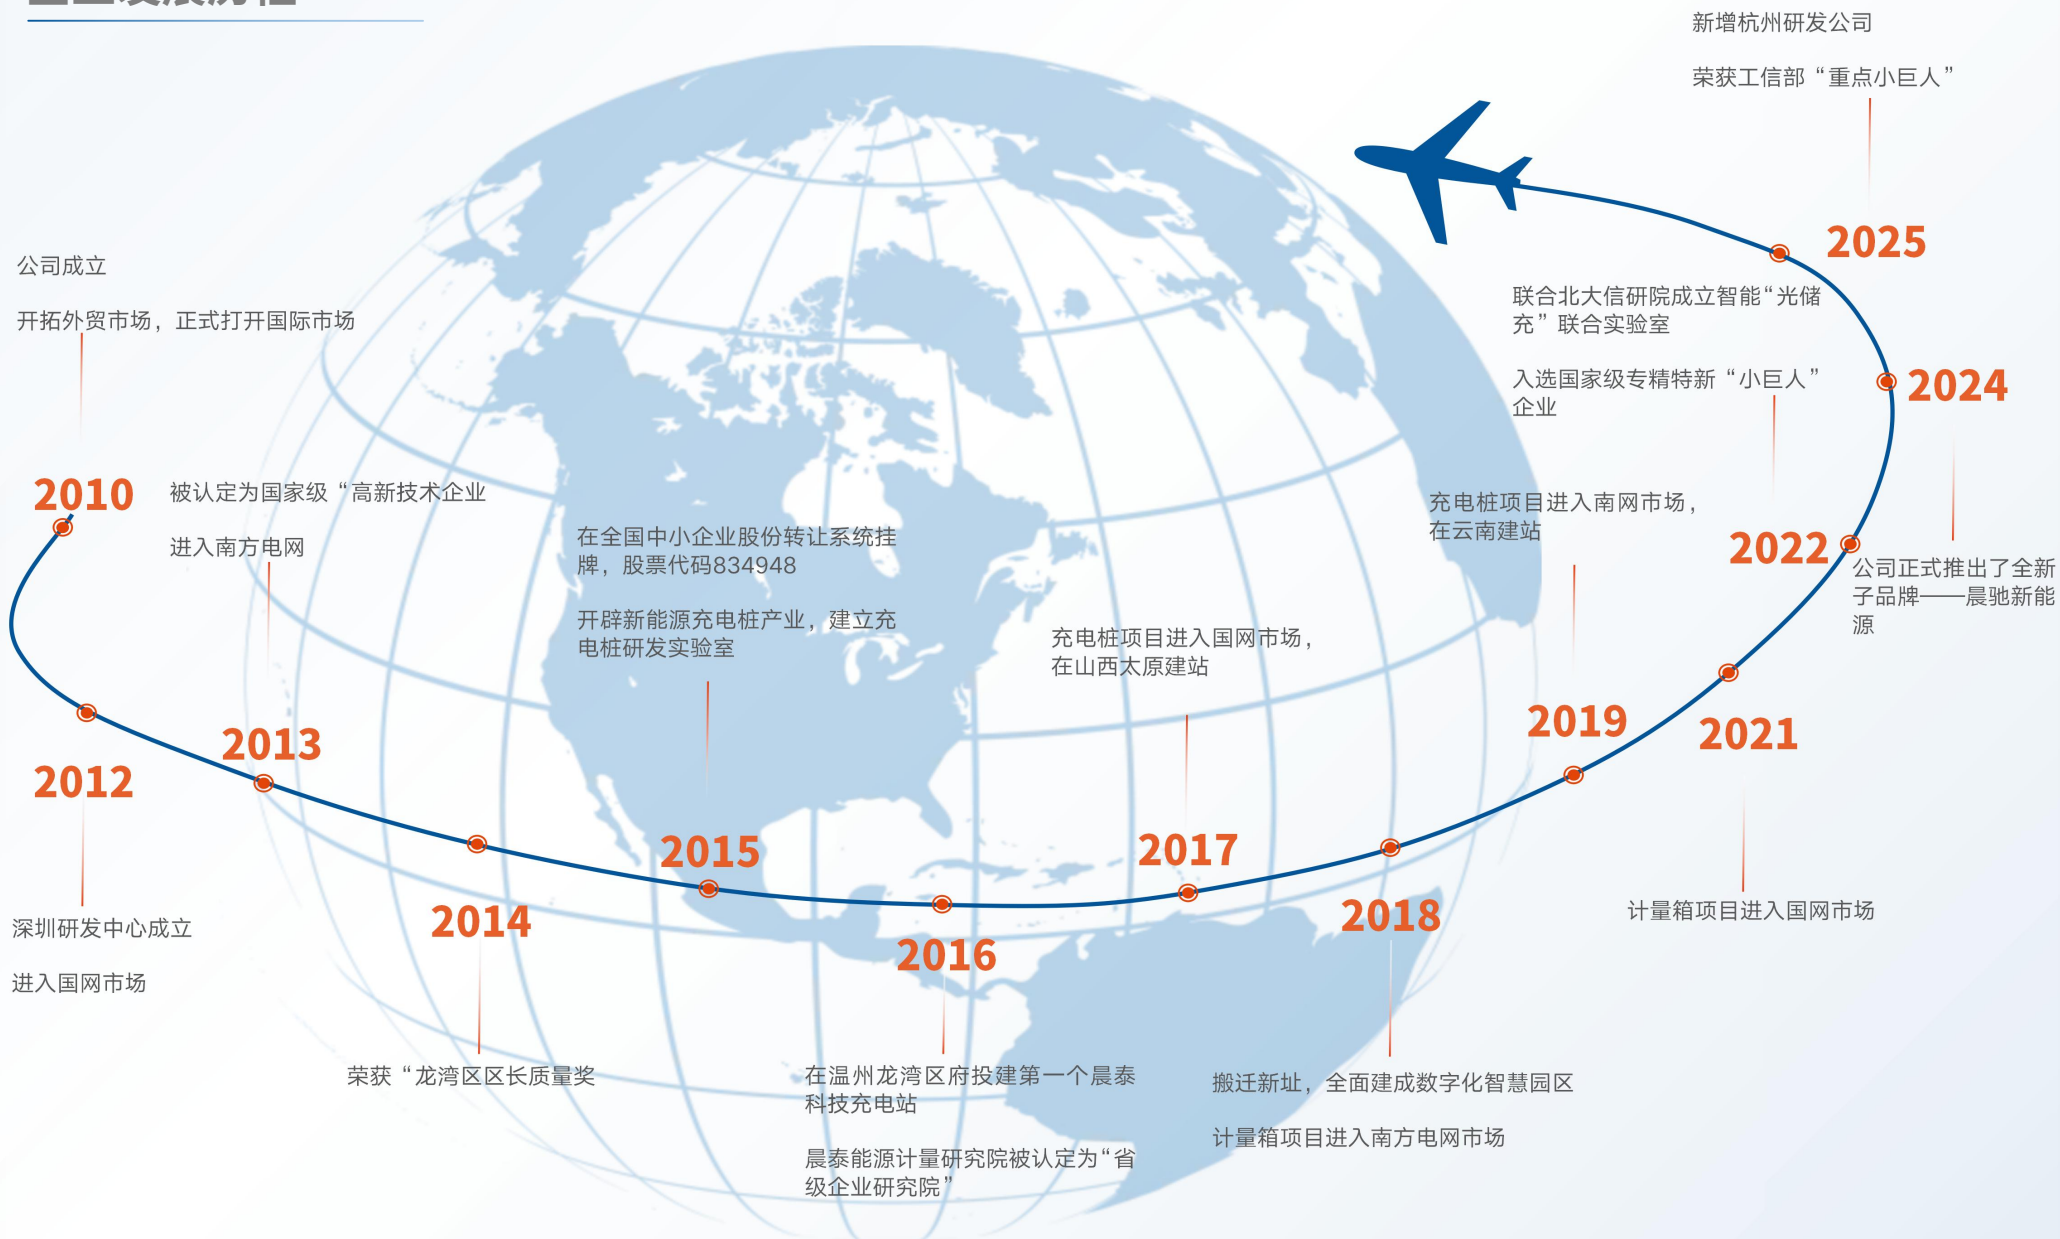 新增杭州研发公司
荣获工信部“重点小巨人”
2025
公司成立
开拓外贸市场，正式打开国际市场
2010
联合北大信研院成立智能“光储
充”联合实验室
入选国家级专精特新“小巨人”
企业
2022
2024
公司正式推出了全新
子品牌——晨驰新能
源
被认定为国家级“高新技术企业
进入南方电网
2013
在全国中小企业股份转让系统挂
牌，股票代码834948
开辟新能源充电桩产业，建立充
电桩研发实验室
2015
充电桩项目进入国网市场，
在山西太原建站
2017
充电桩项目进入南网市场，
在云南建站
2019
2012
深圳研发中心成立
进入国网市场
2014
荣获“龙湾区区长质量奖
2016
在温州龙湾区府投建第一个晨泰
科技充电站
晨泰能源计量研究院被认定为“省
级企业研究院”
2018
搬迁新址，全面建成数字化智慧园区
计量箱项目进入南方电网市场
2021
计量箱项目进入国网市场